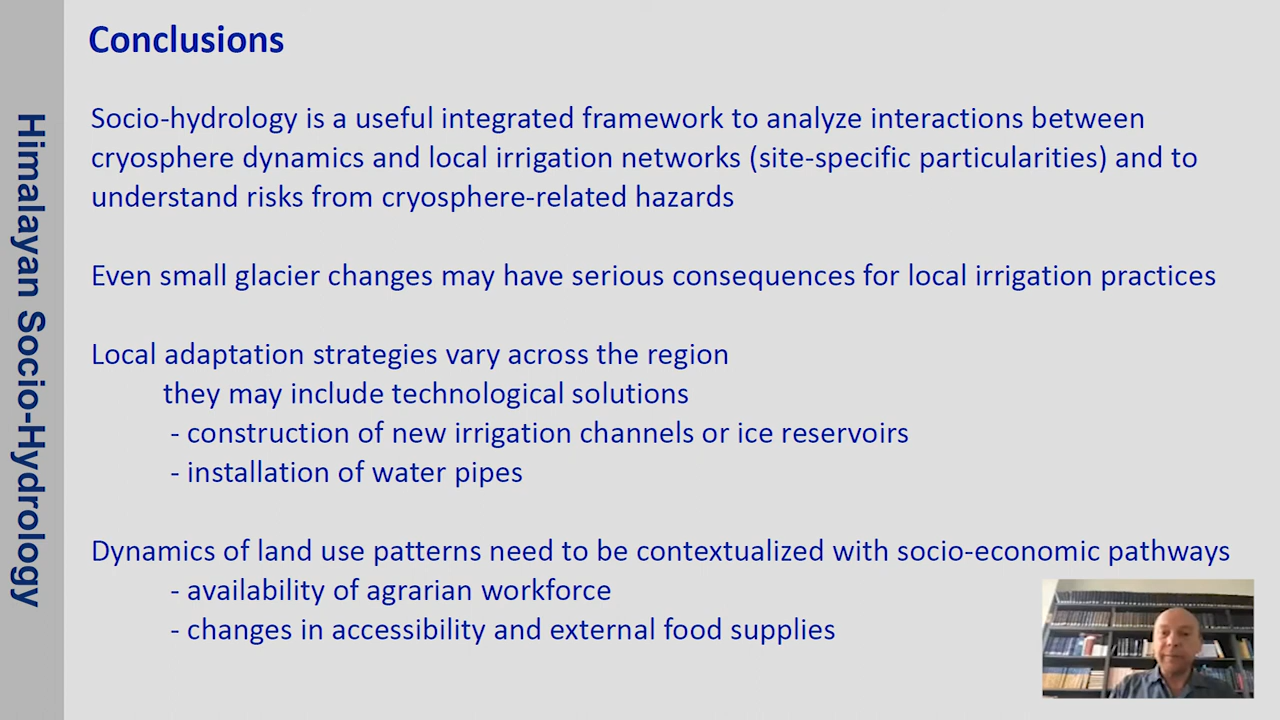 Himalayan Socio-Hydrology
Conclusions
Socio-hydrology is a useful integrated framework to analyze interactions between
cryosphere dynamics and local irrigation networks (site-specific particularities) and to
understand risks from cryosphere-related hazards
Even small glacier changes may have serious consequences for local irrigation practices
Local adaptation strategies vary across the region
they may include technological solutions
- construction of new irrigation channels or ice reservoirs
- installation of water pipes
Dynamics of land use patterns need to be contextualized with socio-economic pathways
- availability of agrarian workforce
- changes in accessibility and external food supplies